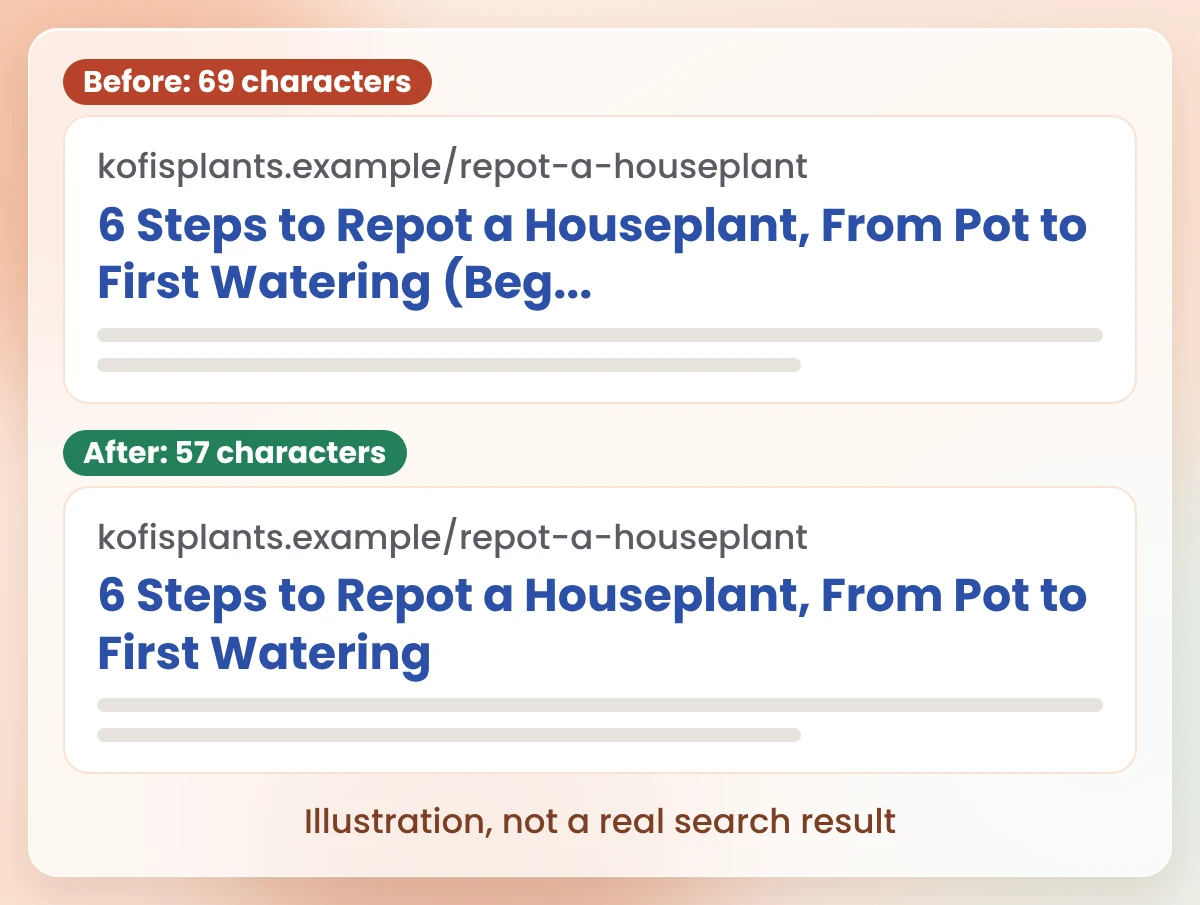 Before: 69 characters
kofisplants.example/repot-a-houseplant
6 Steps to Repot a Houseplant, From Pot to
First Watering (Beg...
After: 57 characters
kofisplants.example/repot-a-houseplant
6 Steps to Repot a Houseplant, From Pot to
First Watering
Illustration, not a real search result